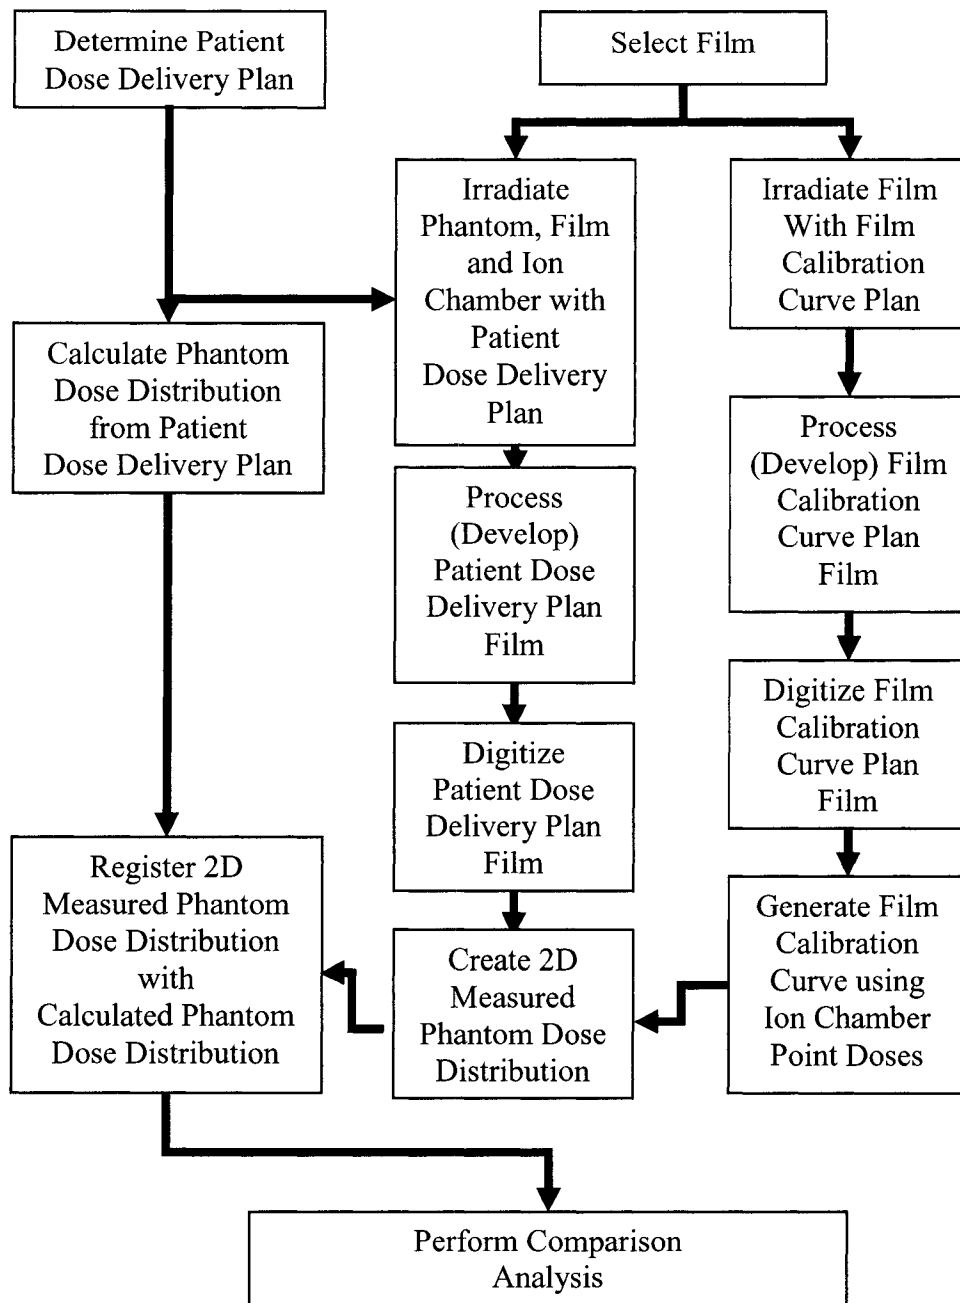 Determine Patient
Dose Delivery Plan
Select Film
Irradiate
Phantom, Film
and Ion
Chamber with
Patient
Dose Delivery
Plan
Irradiate Film
With Film
Calibration
Curve Plan
Calculate Phantom
Dose Distribution
from Patient
Dose Delivery Plan
Process
(Develop)
Patient Dose
Delivery Plan
Film
Process
(Develop) Film
Calibration
Curve Plan
Film
Digitize
Patient Dose
Delivery Plan
Film
Digitize Film
Calibration
Curve Plan
Film
Register 2D
Measured Phantom
Dose Distribution
with
Calculated Phantom
Dose Distribution
Create 2D
Measured
Phantom Dose
Distribution
Generate Film
Calibration
Curve using
Ion Chamber
Point Doses
Perform Comparison
Analysis